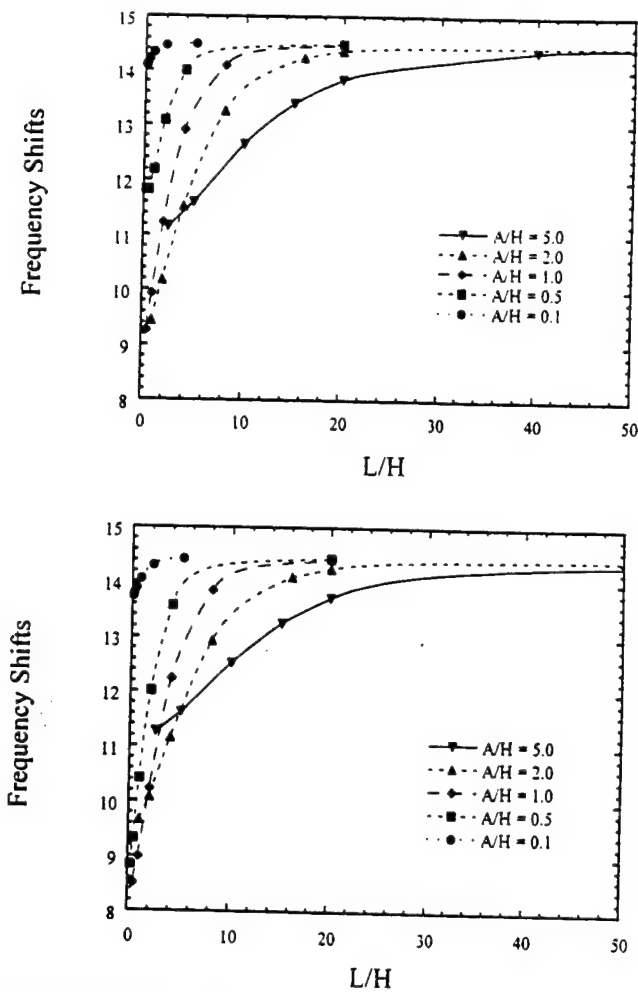 15
14
13
12
11
10
9
8
Frequency Shifts
A/H = 5.0
A/H = 2.0
A/H = 1.0
A/H = 0.5
A/H = 0.1
0 10 20 30 40 50
L/H
15
14
13
12
11
10
9
8
Frequency Shifts
A/H = 5.0
A/H = 2.0
A/H = 1.0
A/H = 0.5
A/H = 0.1
0 10 20 30 40 50
L/H